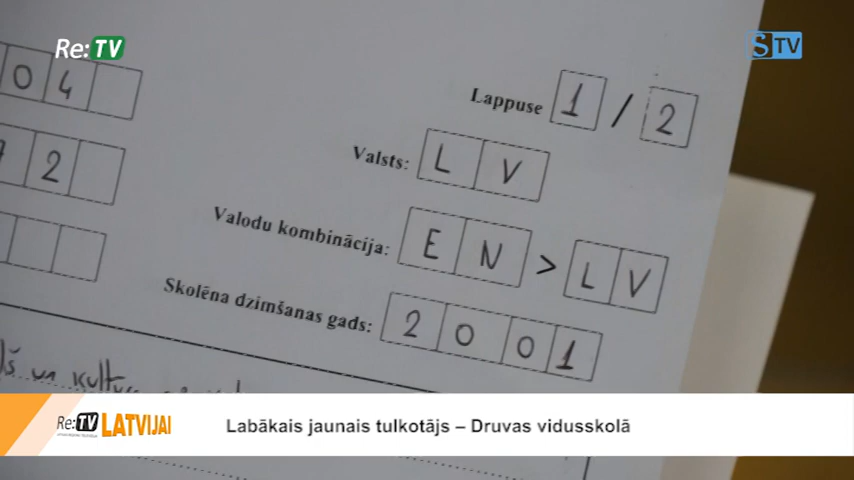 Re:TV
STV
04
Lappuse 1 / 2
2
Valsts: LV
Valodu kombinācija: EN > LV
Skolēna dzimšanas gads: 2001
un
Re:TV LATVIJAI
Labākais jaunais tulkotājs – Druvas vidusskolā